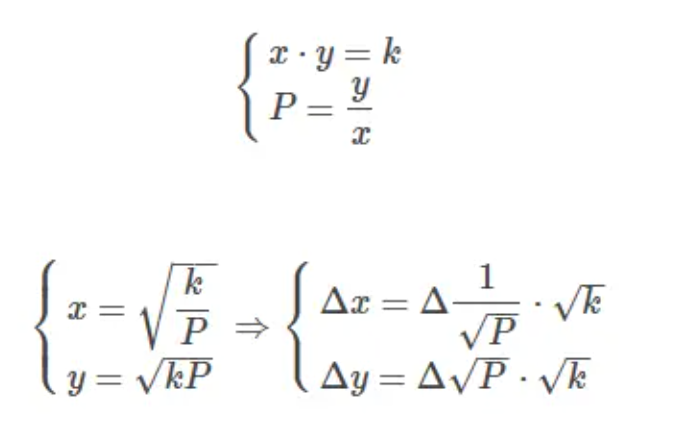 x · y = k
P = y/x
x = √(k/P) ⇒ Δx = Δ 1/√P · √k
y = √kP Δy = Δ√P · √k